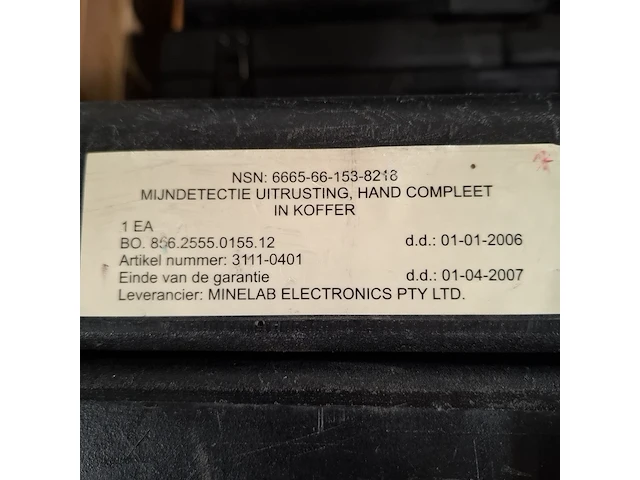 NSN: 6665-66-153-8218
MIJNDETECTIE UITRUSTING, HAND COMPLEET
IN KOFFER
1 EA
BO. 856.2555.0155.12 d.d.: 01-01-2006
Artikel nummer: 3111-0401
Einde van de garantie d.d.: 01-04-2007
Leverancier: MINELAB ELECTRONICS PTY LTD.